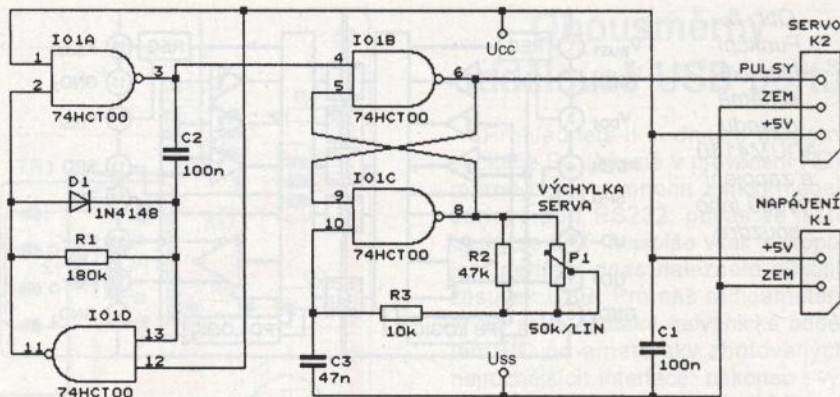 IO1A
1
2
3
74HCT00
C2
100n
D1
1N4148
R1
180k
IO1D
11
13
12
74HCT00
IO1B
4
5
6
74HCT00
IO1C
9
10
8
74HCT00
Ucc
VÝCHYLKA
SERVA
R2
47k
P1
50k/LIN
R3
10k
C3
47n
Uss
C1
100n
SERVO
K2
PULSY
ZEM
+5V
NAPÁJENÍ
K1
+5V
ZEM